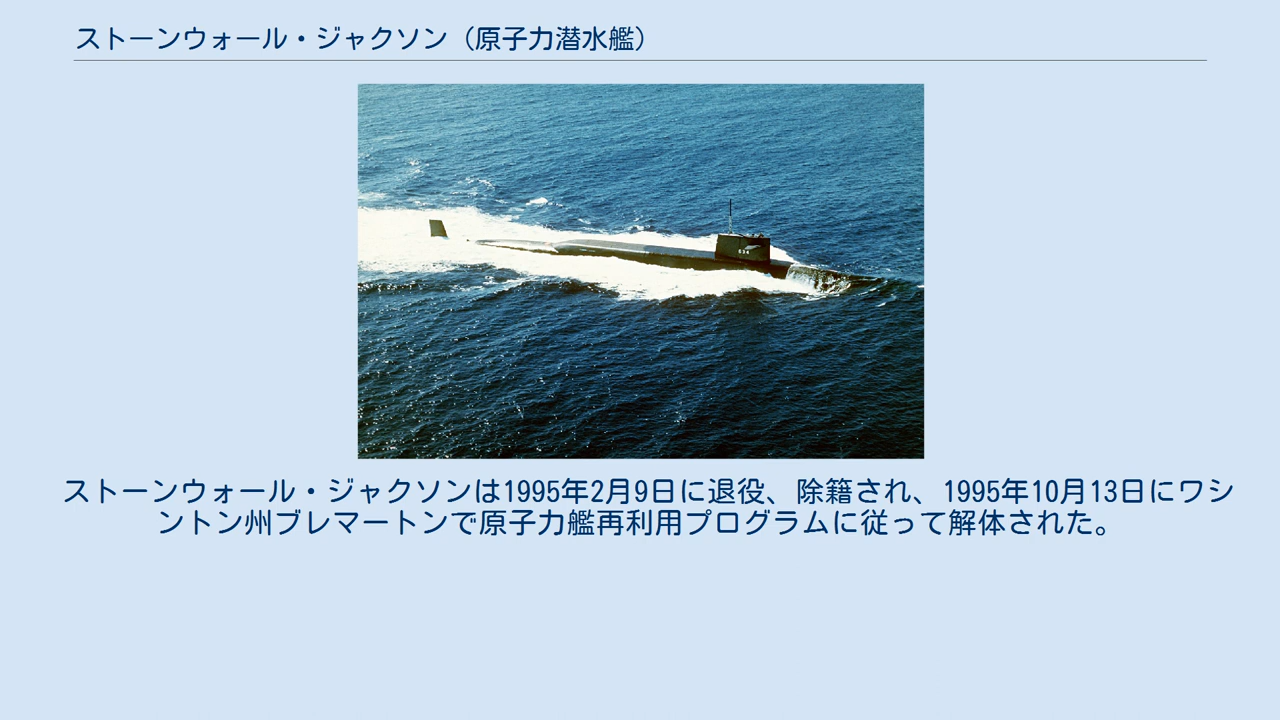 ストーンウォール・ジャクソン（原子力潜水艦）
634
ストーンウォール・ジャクソンは1995年2月9日に退役、除籍され、1995年10月13日にワシ
ントン州ブレマートンで原子力艦再利用プログラムに従って解体された。